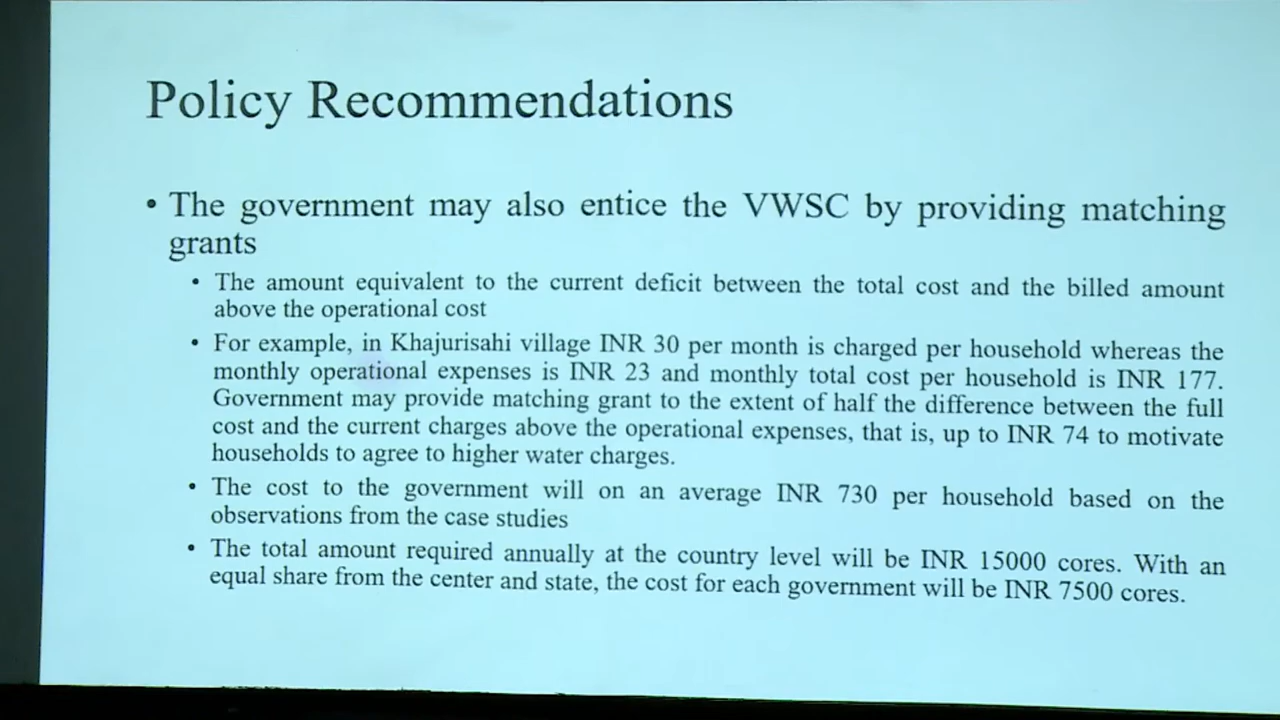 Policy Recommendations
• The government may also entice the VWSC by providing matching
grants
• The amount equivalent to the current deficit between the total cost and the billed amount
above the operational cost
• For example, in Khajurisahi village INR 30 per month is charged per household whereas the
monthly operational expenses is INR 23 and monthly total cost per household is INR 177.
Government may provide matching grant to the extent of half the difference between the full
cost and the current charges above the operational expenses, that is, up to INR 74 to motivate
households to agree to higher water charges.
• The cost to the government will on an average INR 730 per household based on the
observations from the case studies
• The total amount required annually at the country level will be INR 15000 cores. With an
equal share from the center and state, the cost for each government will be INR 7500 cores.